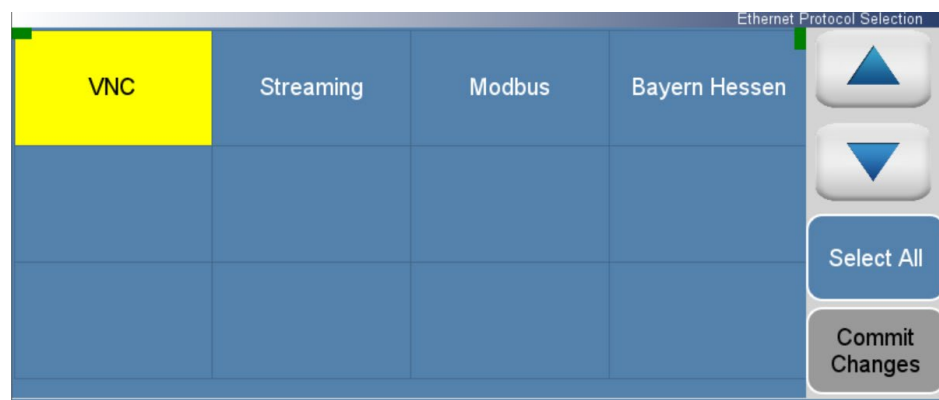 Ethernet Protocol Selection
VNC
Streaming
Modbus
Bayern Hessen
Select All
Commit
Changes